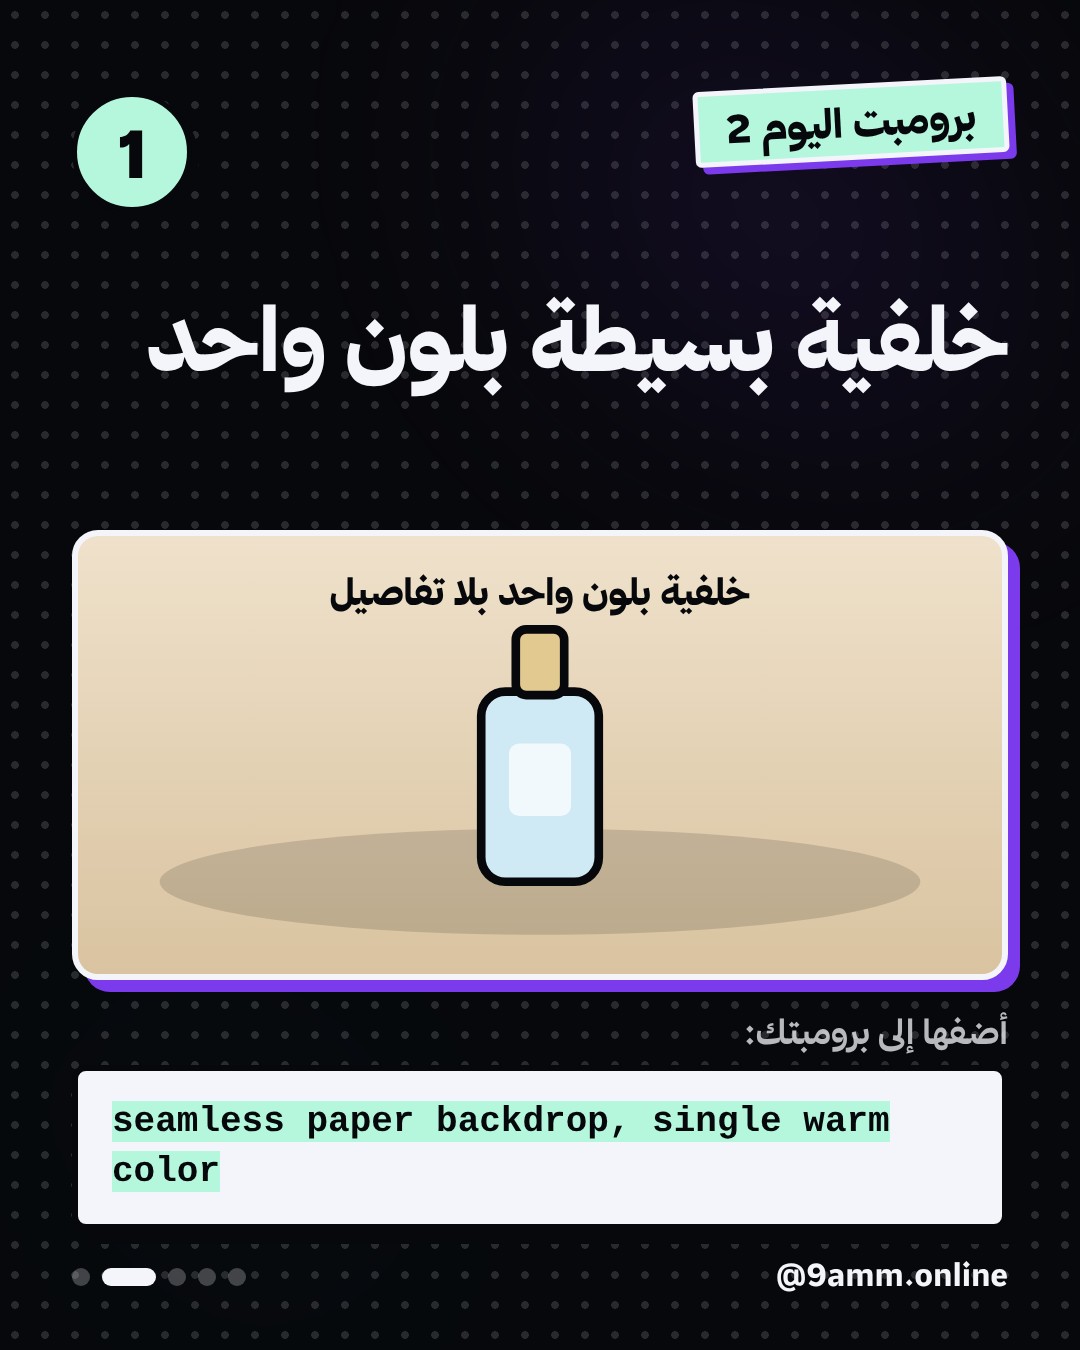 برومبت اليوم 2
1
خلفية بسيطة بلون واحد
خلفية بلون واحد بلا تفاصيل
أضفها إلى برومبتك:
seamless paper backdrop, single warm
color
@9amm.online